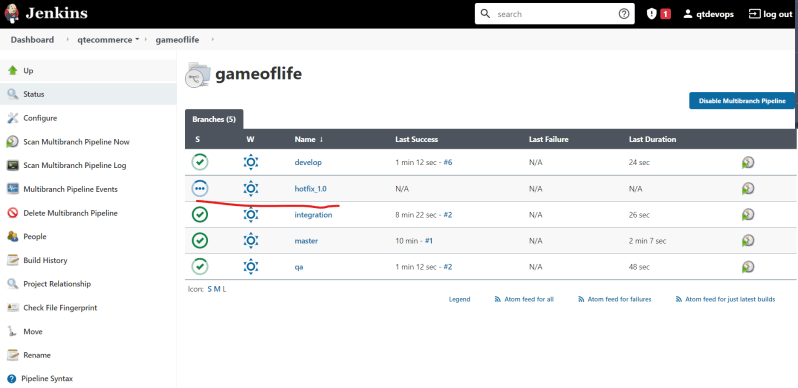 Jenkins
search
1
qtdevops
log out
Dashboard
qtecommerce
gameoflife
Up
Status
Configure
Scan Multibranch Pipeline Now
Scan Multibranch Pipeline Log
Multibranch Pipeline Events
Delete Multibranch Pipeline
People
Build History
Project Relationship
Check File Fingerprint
Move
Rename
Pipeline Syntax
gameoflife
Disable Multibranch Pipeline
Branches (5)
S W Name ↓ Last Success Last Failure Last Duration
develop 1 min 12 sec - #6 N/A 24 sec
hotfix_1.0 N/A N/A N/A
integration 8 min 22 sec - #2 N/A 26 sec
master 10 min - #1 N/A 2 min 7 sec
qa 1 min 12 sec - #2 N/A 48 sec
Icon: S M L
Legend Atom feed for all Atom feed for failures Atom feed for just latest builds